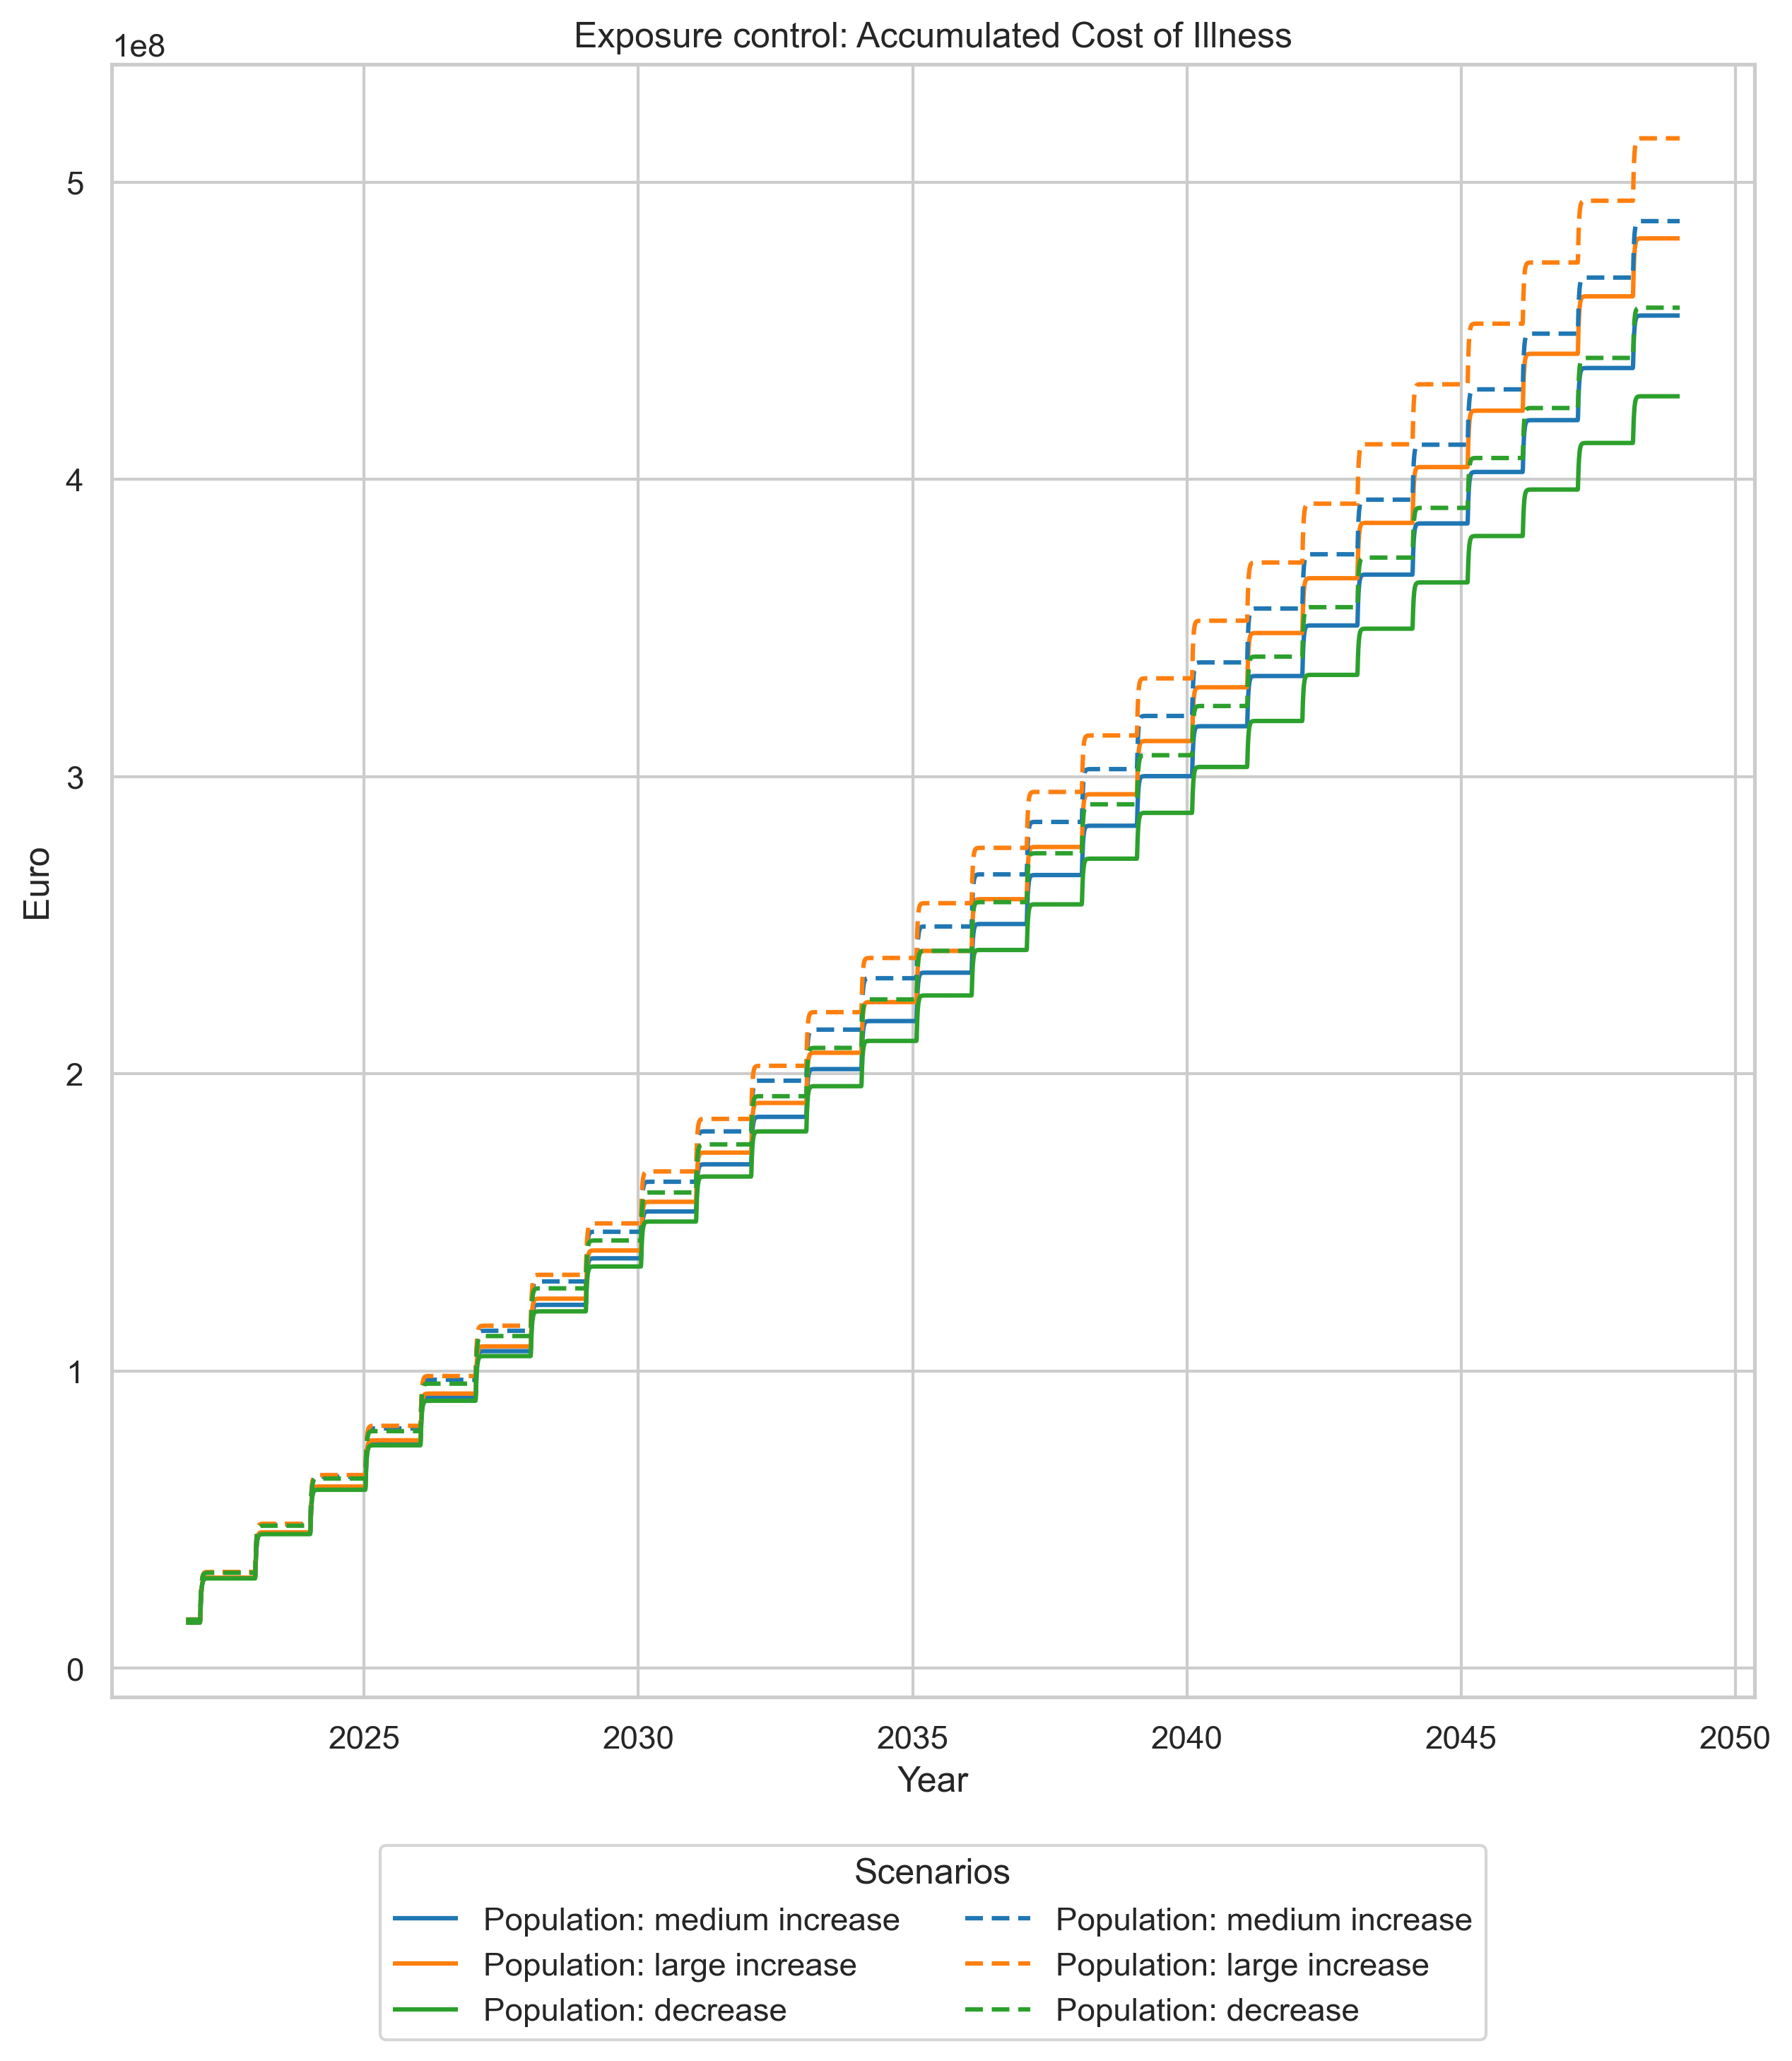 Exposure control: Accumulated Cost of Illness
1e8
5
4
3
2
1
0
Euro
2025 2030 2035 2040 2045 2050
Year
Scenarios
Population: medium increase Population: medium increase
Population: large increase Population: large increase
Population: decrease Population: decrease